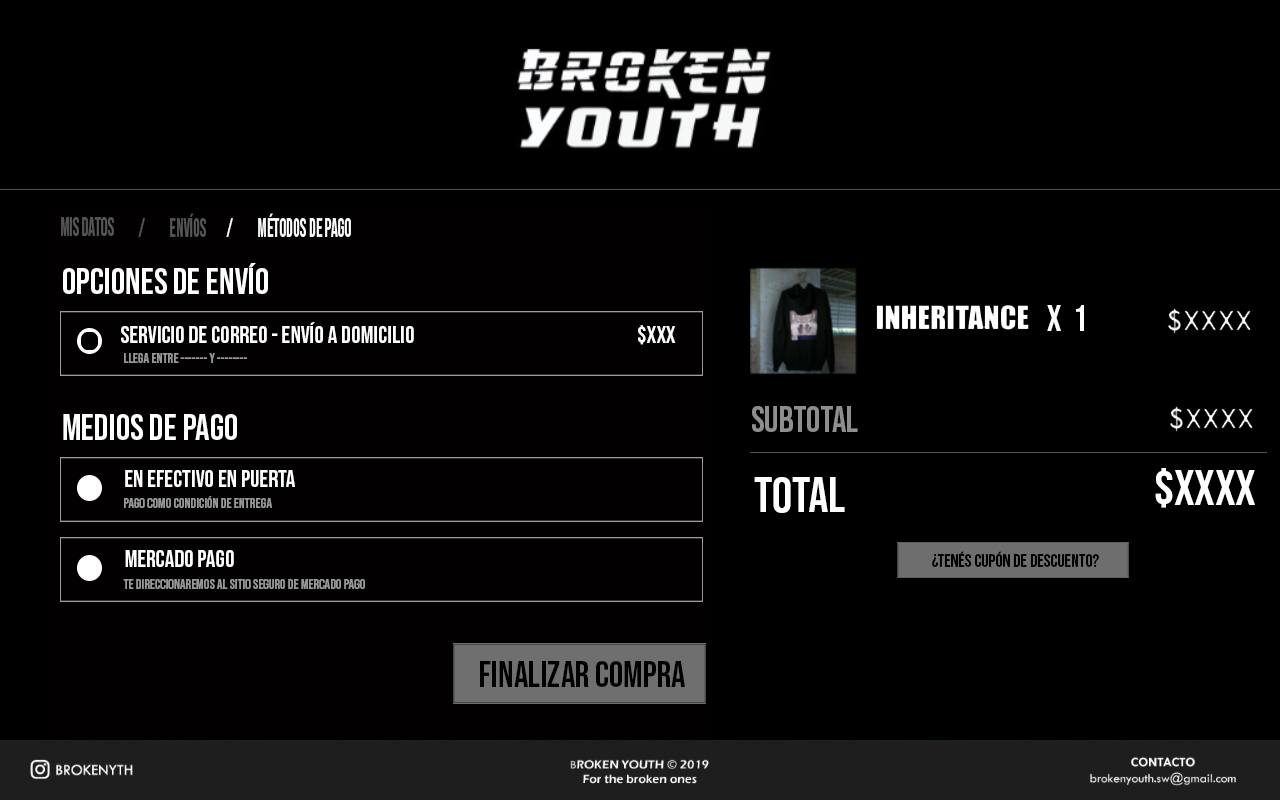 BROKEN
YOUTH
MIS DATOS / ENVÍOS / MÉTODOS DE PAGO
OPCIONES DE ENVÍO
SERVICIO DE CORREO - ENVÍO A DOMICILIO $XXX
LLEGA ENTRE ------- Y --------
MEDIOS DE PAGO
EN EFECTIVO EN PUERTA
PAGO COMO CONDICIÓN DE ENTREGA
MERCADO PAGO
TE DIRECCIONAREMOS AL SITIO SEGURO DE MERCADO PAGO
FINALIZAR COMPRA
INHERITANCE X 1 $XXXX
SUBTOTAL $XXXX
TOTAL $XXXX
¿TENÉS CUPÓN DE DESCUENTO?
BROKENYTH
BROKEN YOUTH © 2019
For the broken ones
CONTACTO
brokenyouth.sw@gmail.com